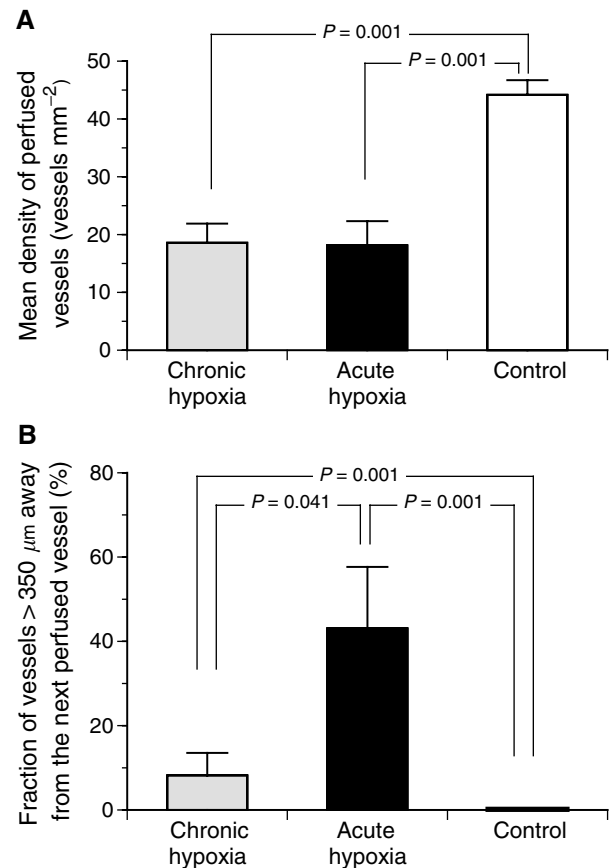 A
P = 0.001
P = 0.001
Mean density of perfused
vessels (vessels mm⁻²)
50
40
30
20
10
0
Chronic
hypoxia
Acute
hypoxia
Control
B
P = 0.001
P = 0.041
P = 0.001
Fraction of vessels > 350 μm away
from the next perfused vessel (%)
80
60
40
20
0
Chronic
hypoxia
Acute
hypoxia
Control